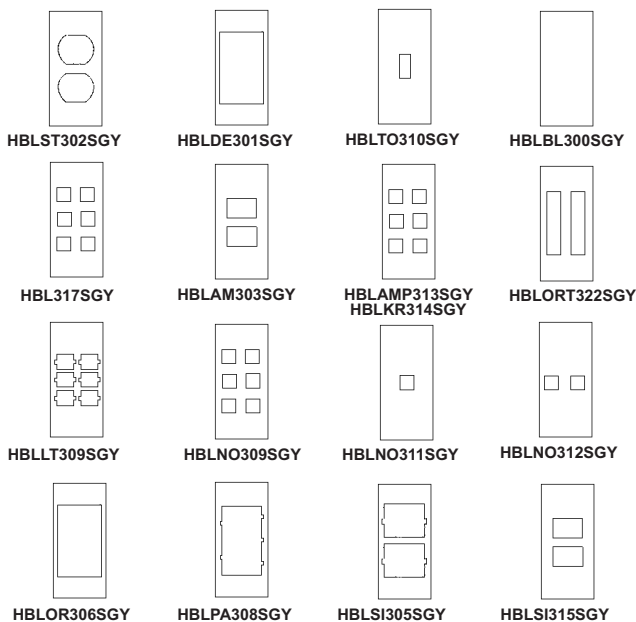 HBLST302SGY
HBLDE301SGY
HBLTO310SGY
HBLBL300SGY
HBL317SGY
HBLAM303SGY
HBLAMP313SGY
HBLKR314SGY
HBLORT322SGY
HBLLT309SGY
HBLNO309SGY
HBLNO311SGY
HBLNO312SGY
HBLOR306SGY
HBLPA308SGY
HBLSI305SGY
HBLSI315SGY